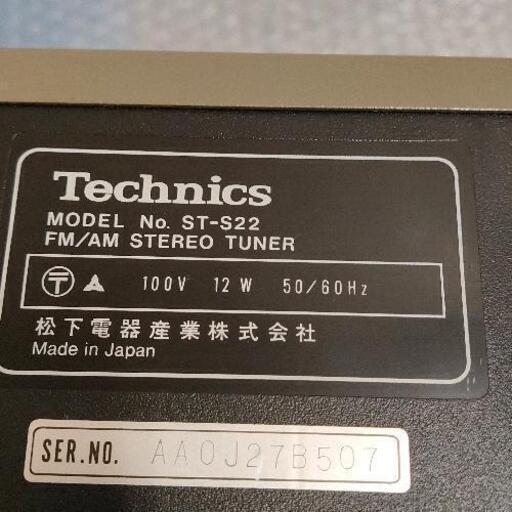 Technics
MODEL No. ST-S22
FM/AM STEREO TUNER
〶 100V 12W 50/60Hz
松下電器産業株式会社
Made in Japan
SER.NO. AA0J27B507